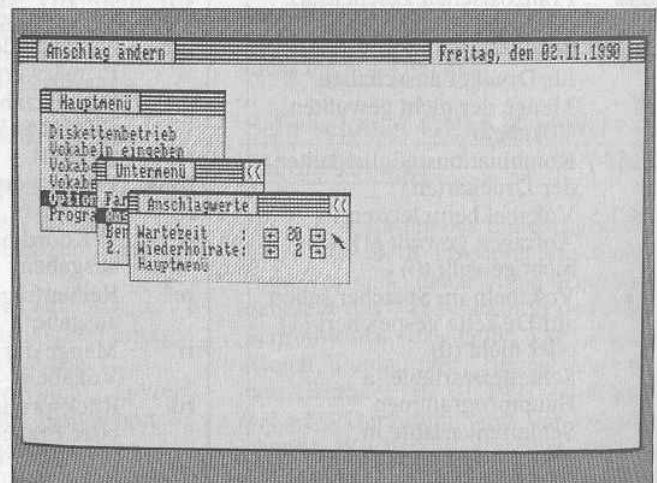 Anschlag ändern
Freitag, den 02.11.1990
Hauptmenü
Diskettenbetrieb
Vokabeln eingeben
Vokabe
Vokabe
Option
Progra
Untermenü
<<
Far
Ans
Ben
2.
Anschlagwerte
<<
Wartezeit : + 20 -
Wiederholrate: + 2 -
Hauptmenü